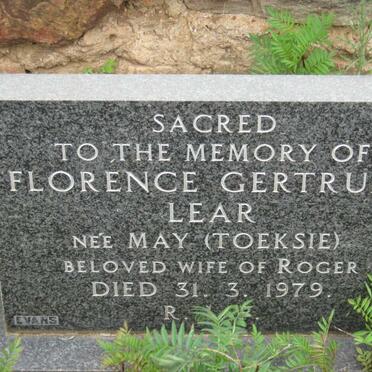 SACRED
TO THE MEMORY OF
FLORENCE GERTRU
LEAR
NÉE MAY (TOEKSIE)
BELOVED WIFE OF ROGER
DIED 31. 3. 1979.
R.
EVANS